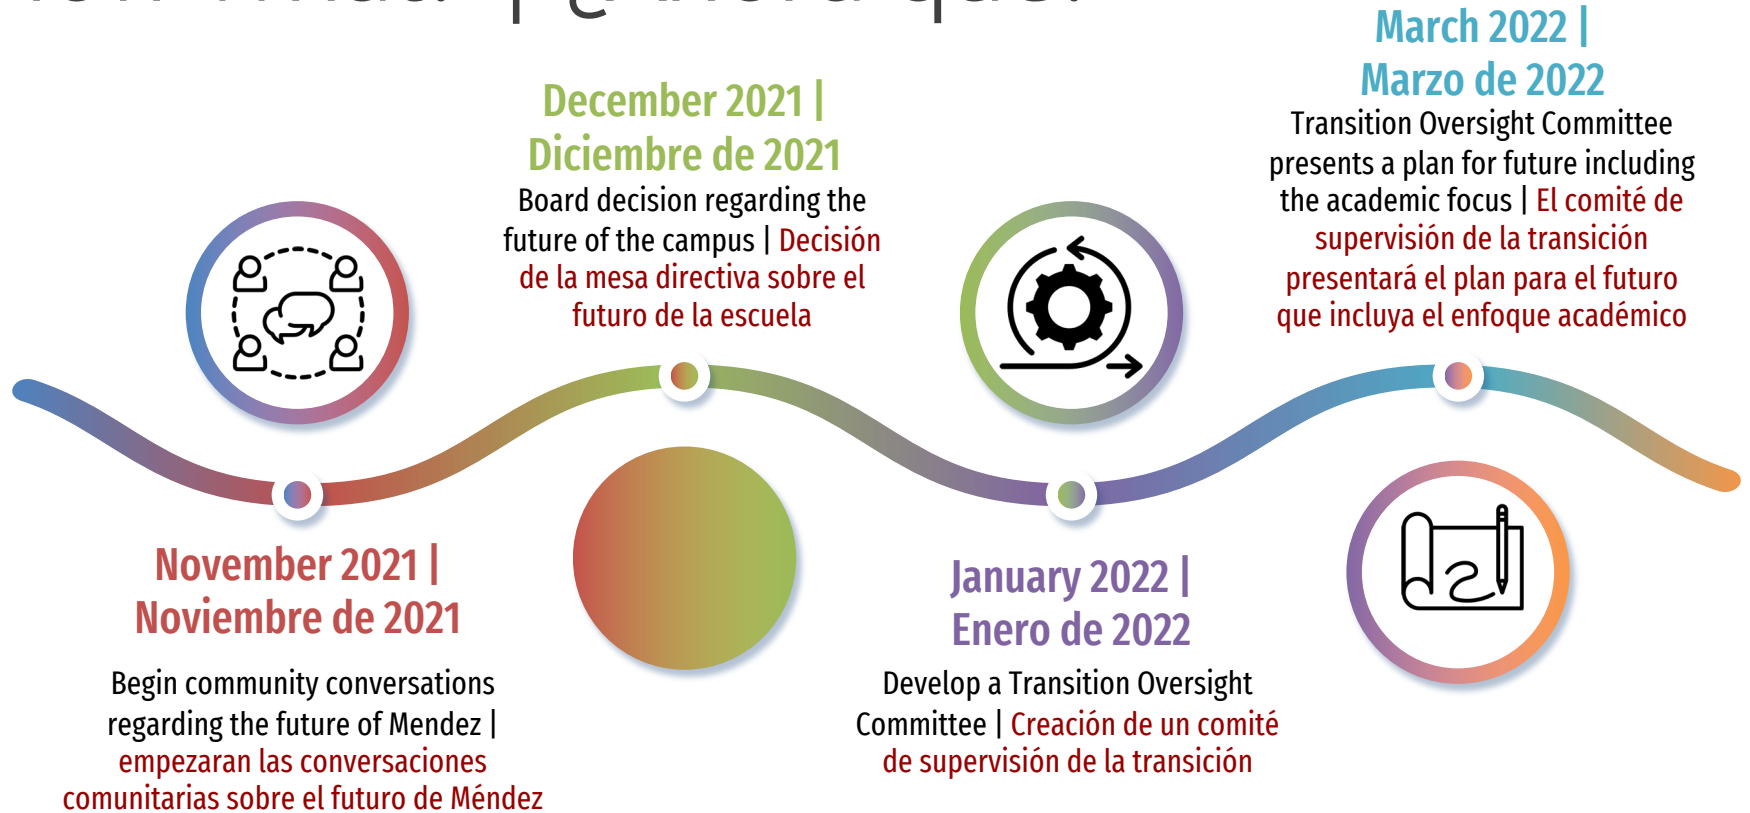 | ¿Ahora qué?
November 2021 |
Noviembre de 2021
Begin community conversations
regarding the future of Mendez |
empezaran las conversaciones
comunitarias sobre el futuro de Méndez
December 2021 |
Diciembre de 2021
Board decision regarding the
future of the campus | Decisión
de la mesa directiva sobre el
futuro de la escuela
January 2022 |
Enero de 2022
Develop a Transition Oversight
Committee | Creación de un comité
de supervisión de la transición
March 2022 |
Marzo de 2022
Transition Oversight Committee
presents a plan for future including
the academic focus | El comité de
supervisión de la transición
presentará el plan para el futuro
que incluya el enfoque académico